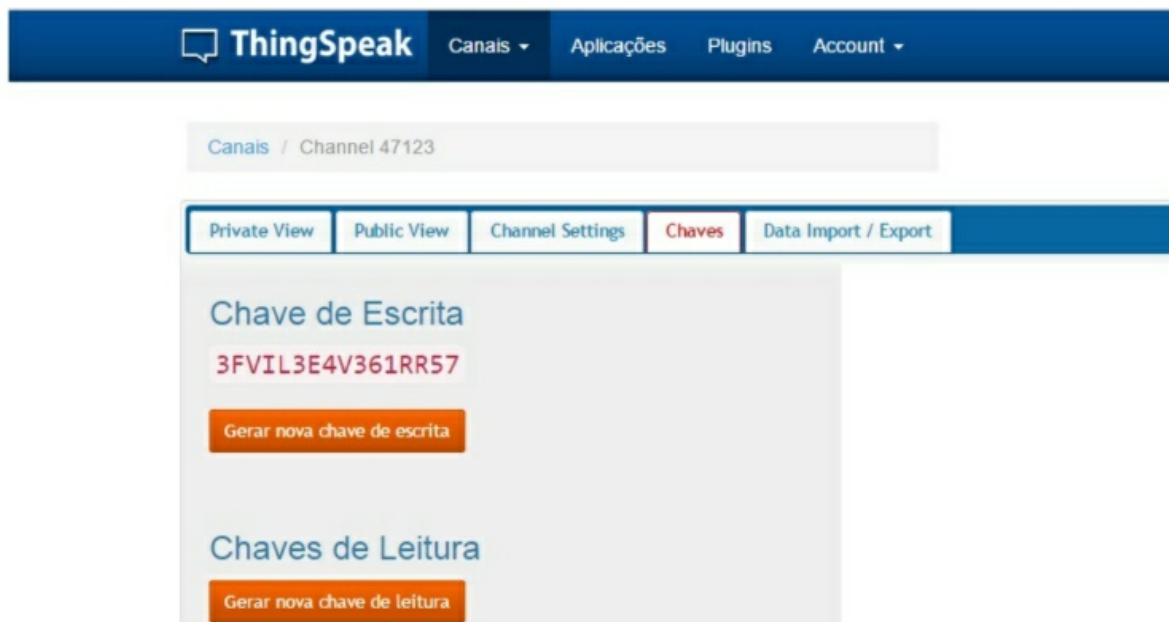 ThingSpeak Canais Aplicações Plugins Account
Canais / Channel 47123
Private View Public View Channel Settings Chaves Data Import / Export
Chave de Escrita
3FVIL3E4V361RR57
Gerar nova chave de escrita
Chaves de Leitura
Gerar nova chave de leitura